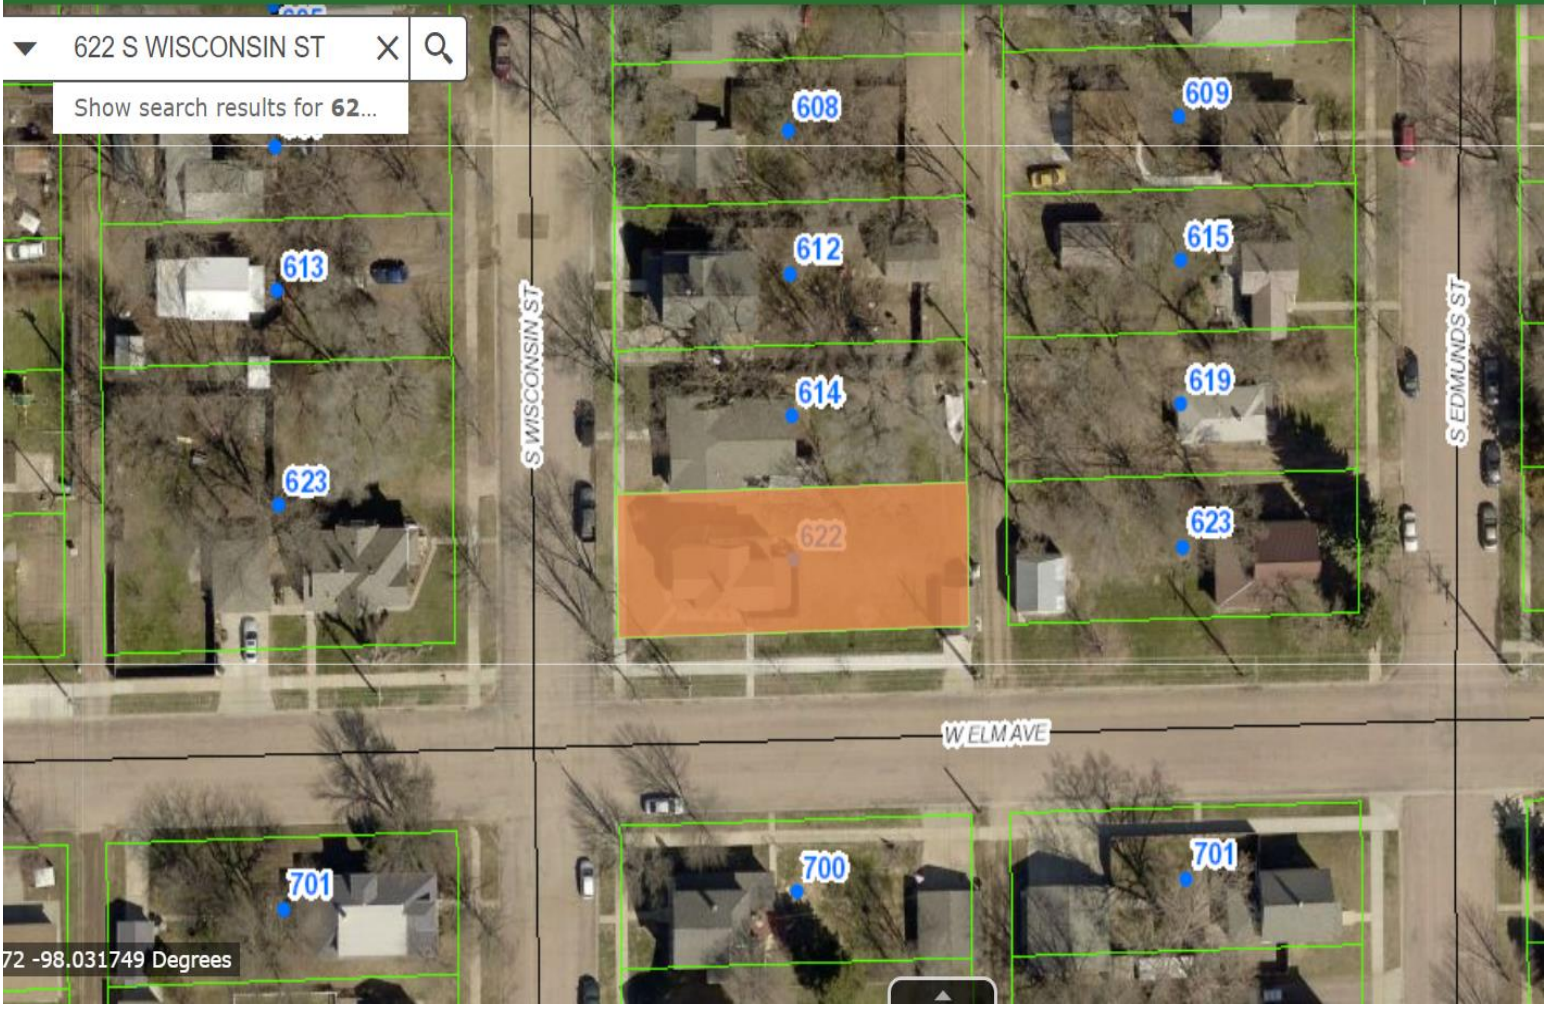 622 S WISCONSIN ST
Show search results for 62...
608
609
613
612
615
614
619
623
622
623
S WISCONSIN ST
S EDMUNDS ST
W ELM AVE
701
700
701
72 -98.031749 Degrees